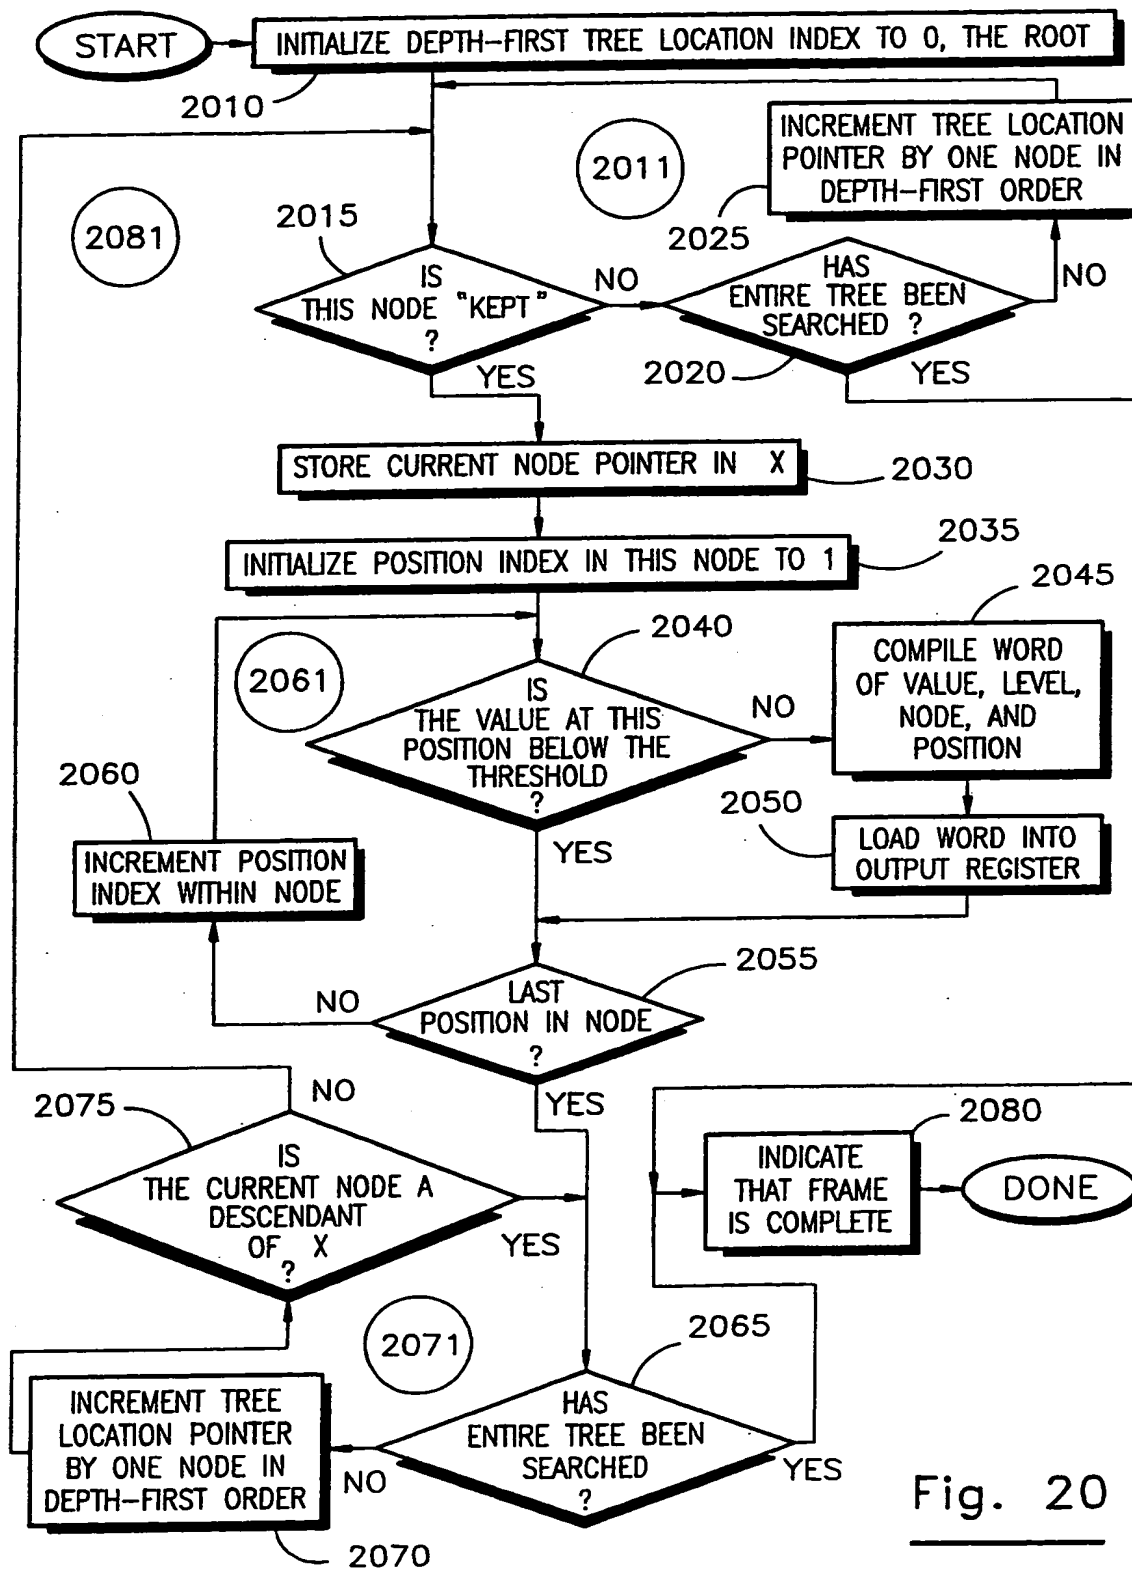 START
INITIALIZE DEPTH-FIRST TREE LOCATION INDEX TO 0, THE ROOT
2010
INCREMENT TREE LOCATION
POINTER BY ONE NODE IN
DEPTH-FIRST ORDER
2011
2025
2081
2015
IS
THIS NODE "KEPT"
?
NO
HAS
ENTIRE TREE BEEN
SEARCHED ?
NO
2020
YES
YES
STORE CURRENT NODE POINTER IN X
2030
INITIALIZE POSITION INDEX IN THIS NODE TO 1
2035
2045
2040
COMPILE WORD
OF VALUE, LEVEL,
NODE, AND
POSITION
2061
IS
THE VALUE AT THIS
POSITION BELOW THE
THRESHOLD
?
NO
2060
2050
YES
LOAD WORD INTO
OUTPUT REGISTER
INCREMENT POSITION
INDEX WITHIN NODE
2055
NO
LAST
POSITION IN NODE
?
NO
YES
2075
2080
IS
THE CURRENT NODE A
DESCENDANT
OF X
?
YES
INDICATE
THAT FRAME
IS COMPLETE
DONE
2071
2065
INCREMENT TREE
LOCATION POINTER
BY ONE NODE IN
DEPTH-FIRST ORDER
NO
HAS
ENTIRE TREE BEEN
SEARCHED
?
YES
2070
Fig. 20